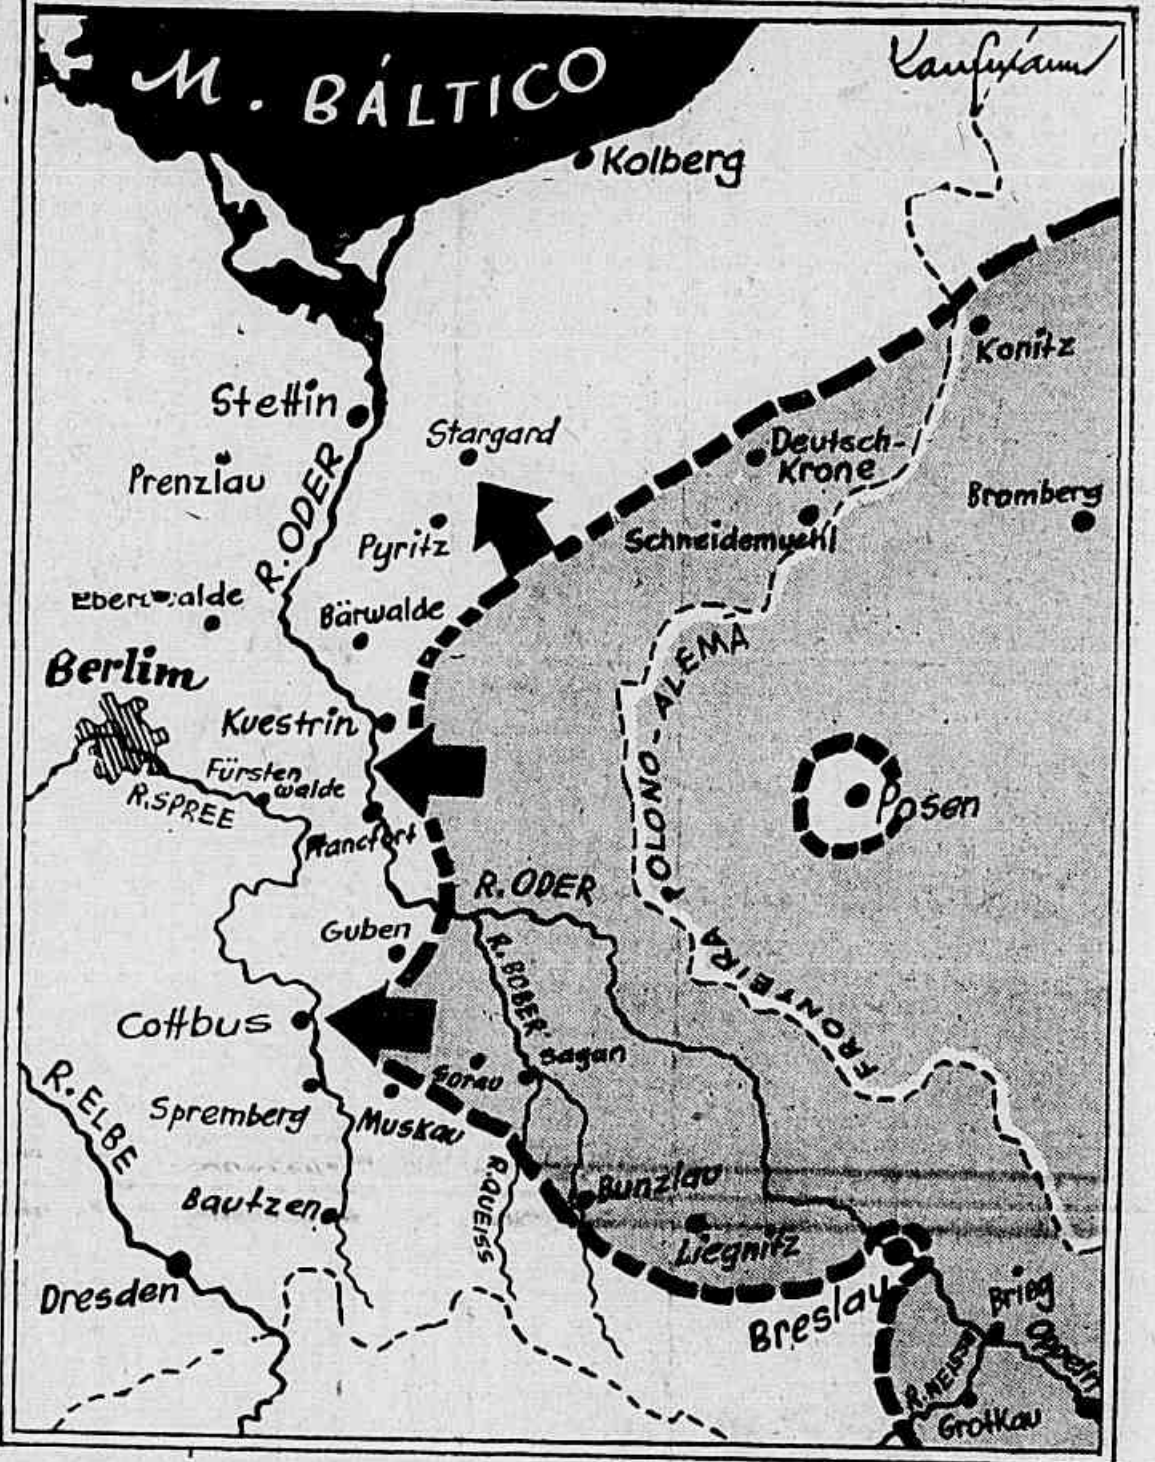 M. BÁLTICO
Kaufmann
Kolberg
Konitz
Stettin
Stargard
Deutsch-
Krone
Prenzlau
R. ODER
Bromberg
Schneidemuehl
Pyritz
Bärwalde
Berlim
POLONO-ALEMÃ
Kuestrin
Fürsten
walde
R. SPREE
Posen
Francfort
R. ODER
Guben
R. BOBER
FRONTEIRA
Cottbus
Sagan
Sorau
R. ELBE
Spremberg
Muskau
Bautzen
R. QUEISS
Bunzlau
Liegnitz
Dresden
Breslau
Brieg
Oppeln
R. NEISSE
Grotkau